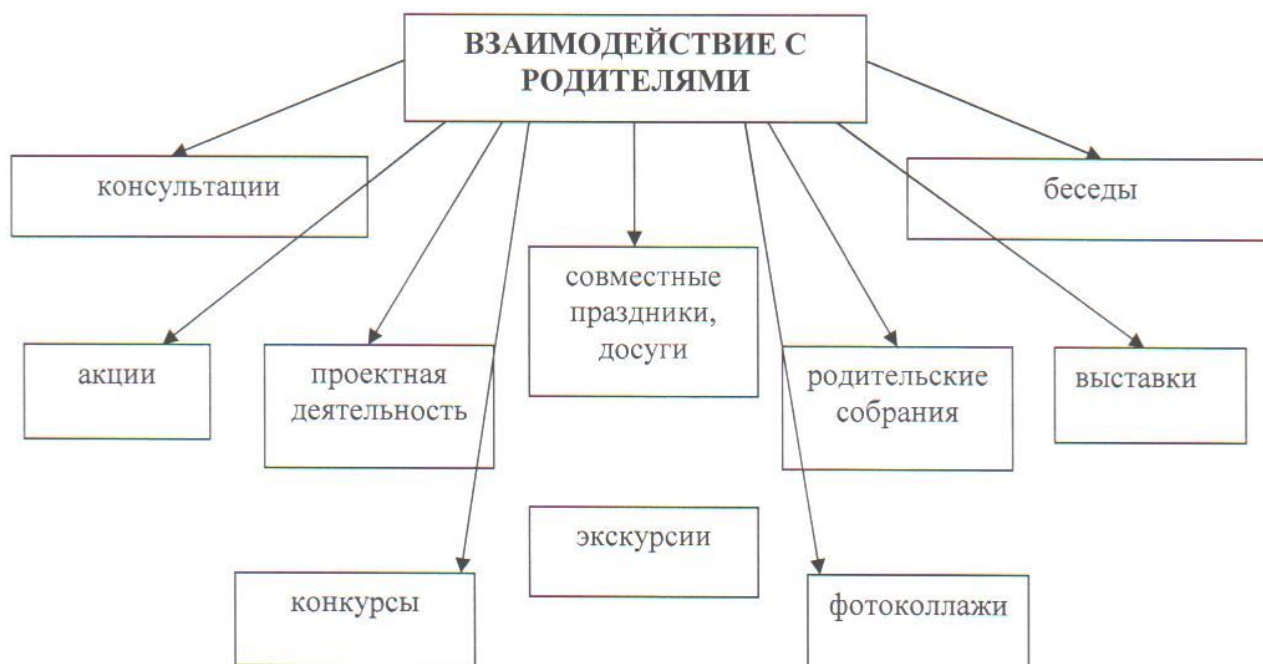 ВЗАИМОДЕЙСТВИЕ С
РОДИТЕЛЯМИ
консультации
беседы
совместные
праздники,
досуги
акции
проектная
деятельность
родительские
собрания
выставки
экскурсии
конкурсы
фотоколлажи